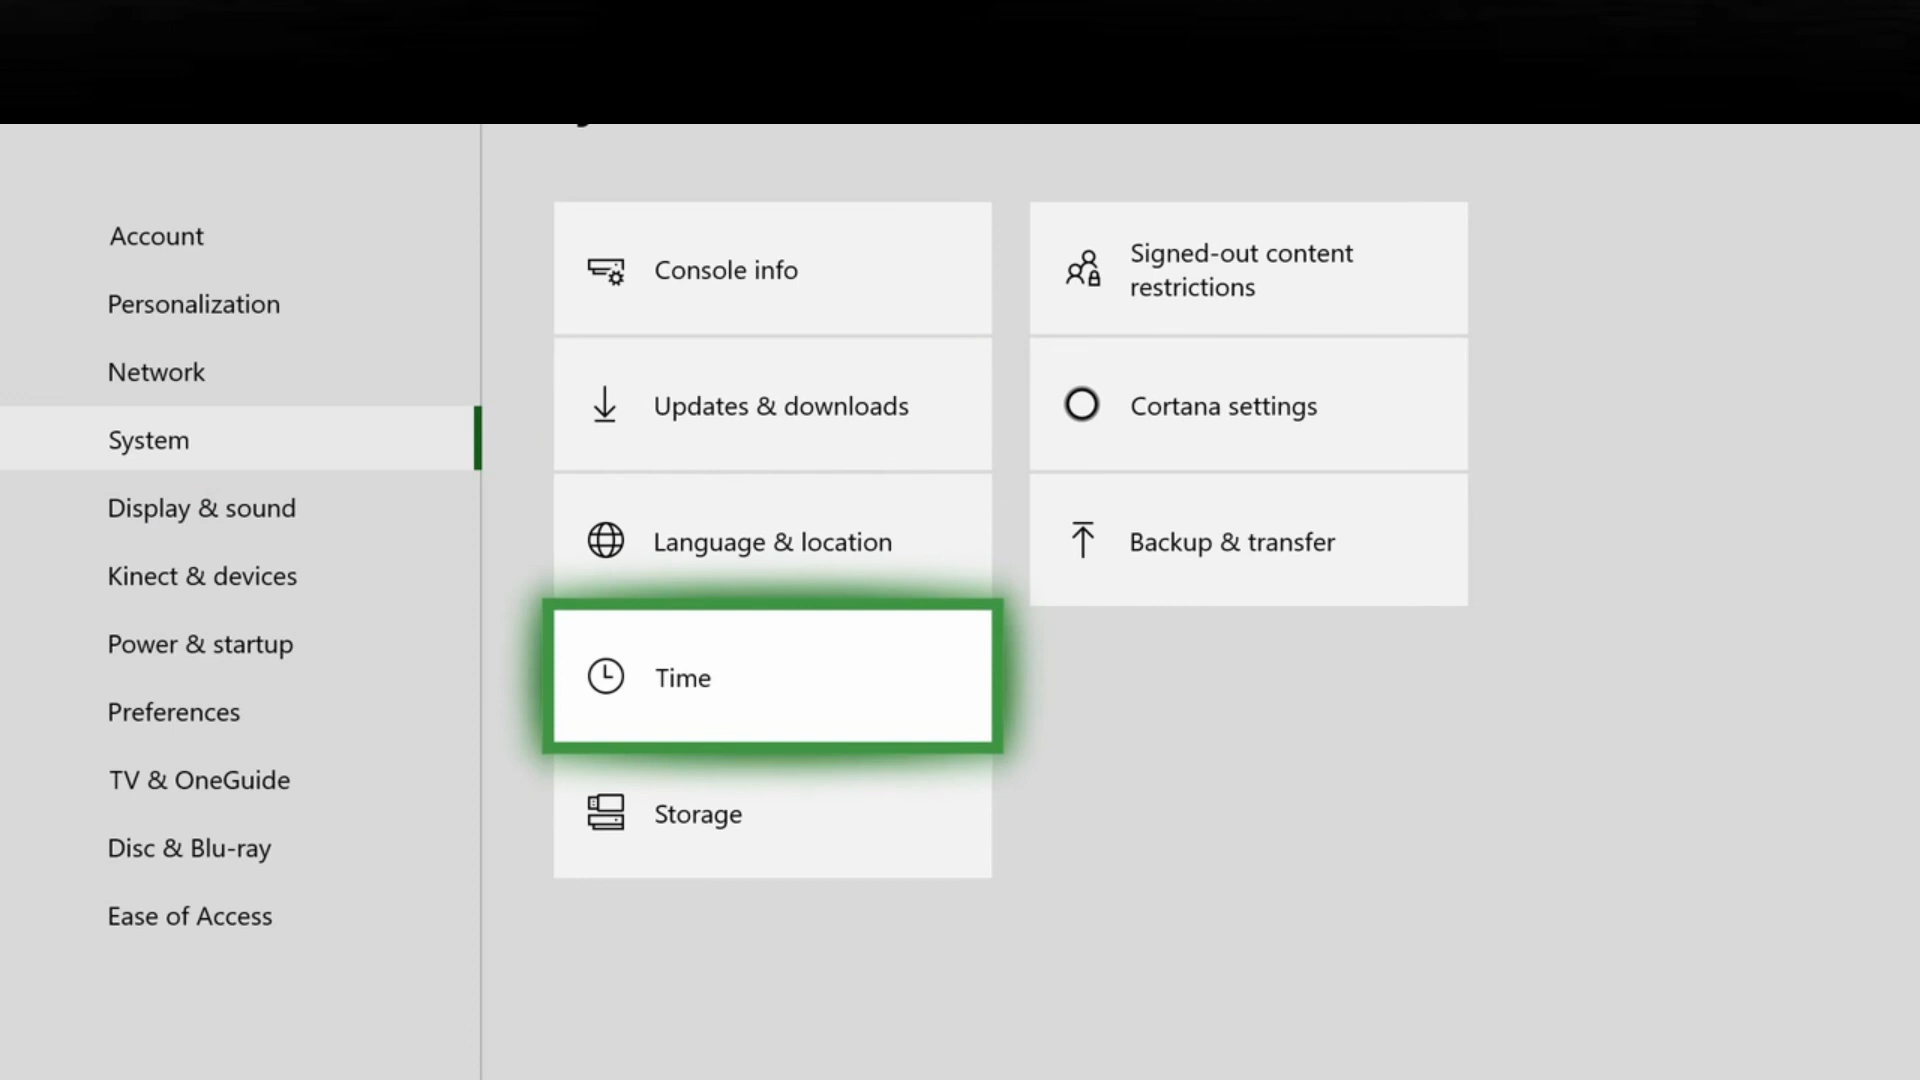 Account
Personalization
Network
System
Display & sound
Kinect & devices
Power & startup
Preferences
TV & OneGuide
Disc & Blu-ray
Ease of Access
Console info
Updates & downloads
Language & location
Time
Storage
Signed-out content
restrictions
Cortana settings
Backup & transfer